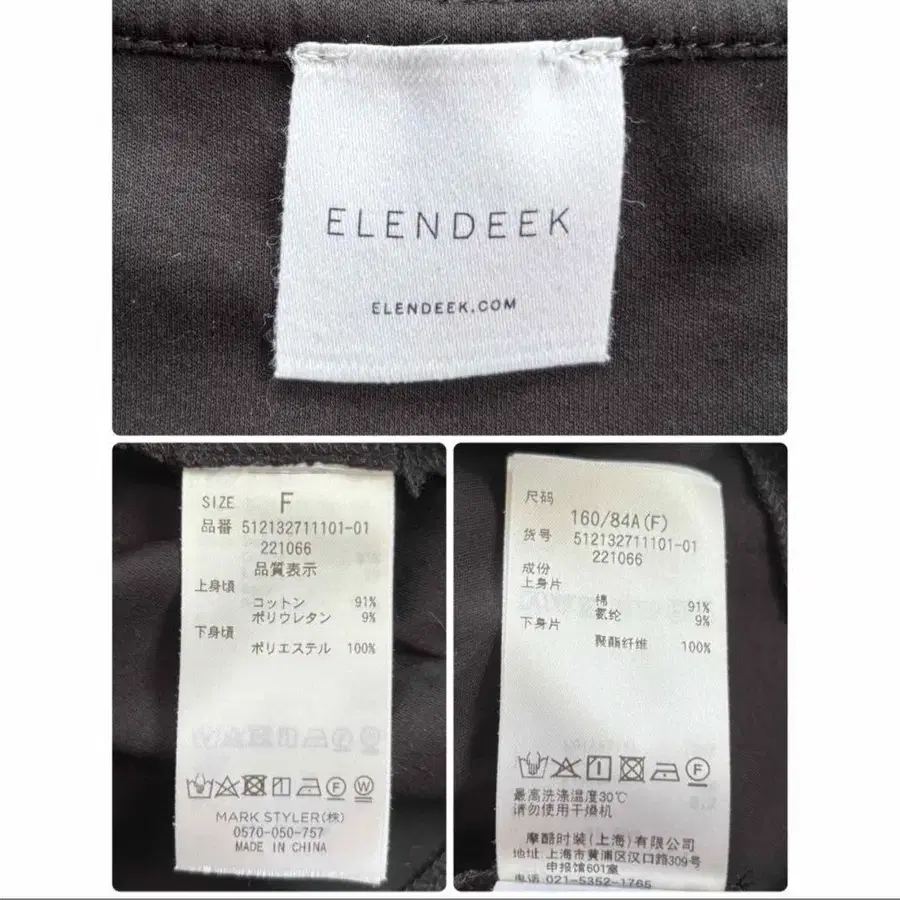 ELENDEEK
ELENDEEK.COM
SIZE F
品番 512132711101-01
221066
品質表示
上身頃
コットン 91%
ポリウレタン 9%
下身頃
ポリエステル 100%
MARK STYLER(株)
0570-050-757
MADE IN CHINA
尺码
160/84A(F)
货号 512132711101-01
221066
成份
上身片
棉 91%
氨纶 9%
下身片
聚酯纤维 100%
最高洗涤温度30℃
请勿使用干燥机
摩酷时装(上海)有限公司
地址:上海市黄浦区汉口路309号
申报馆601室
电话:021-5352-1765